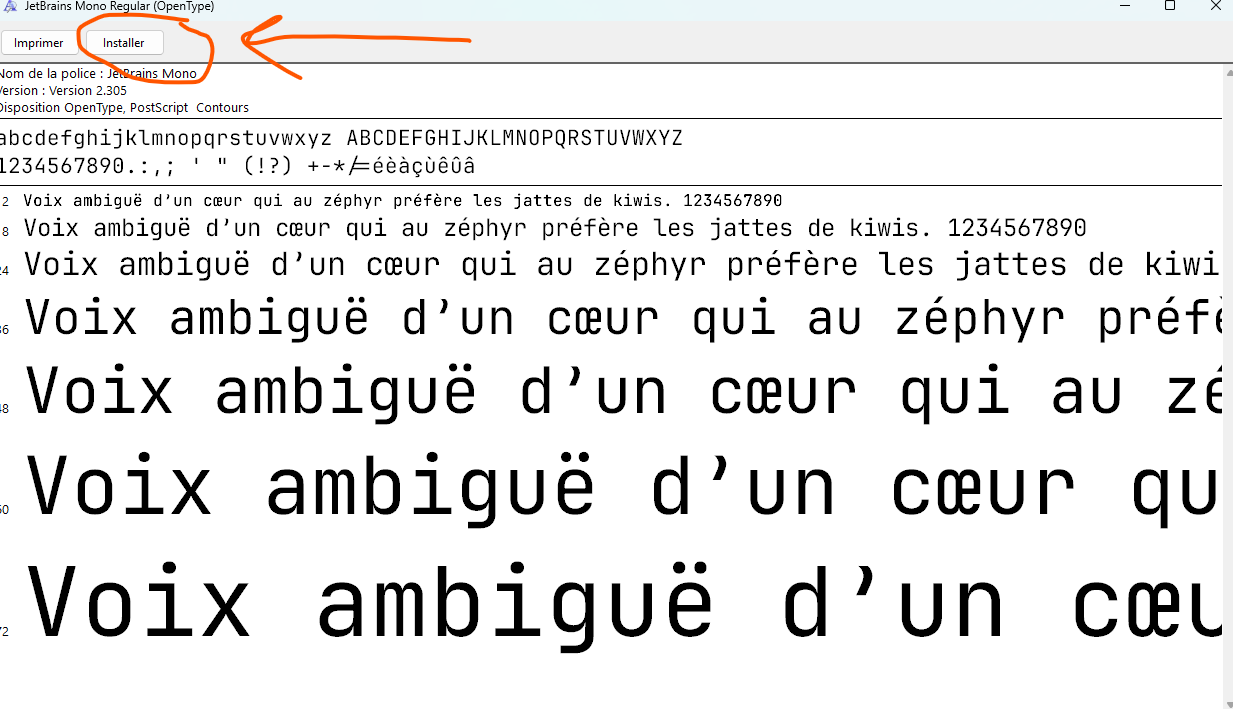 JetBrains Mono Regular (OpenType)
Imprimer Installer
Nom de la police : JetBrains Mono
Version : Version 2.305
Disposition OpenType, PostScript Contours
abcdefghijklmnopqrstuvwxyz ABCDEFGHIJKLMNOPQRSTUVWXYZ
1234567890.:,; ' " (!?) +-*/=éèàçùêûâ
2 Voix ambiguë d’un cœur qui au zéphyr préfère les jattes de kiwis. 1234567890
8 Voix ambiguë d’un cœur qui au zéphyr préfère les jattes de kiwis. 1234567890
24 Voix ambiguë d’un cœur qui au zéphyr préfère les jattes de kiwi
36 Voix ambiguë d’un cœur qui au zéphyr préfè
48 Voix ambiguë d’un cœur qui au zé
60 Voix ambiguë d’un cœur qu
72 Voix ambiguë d’un cœu